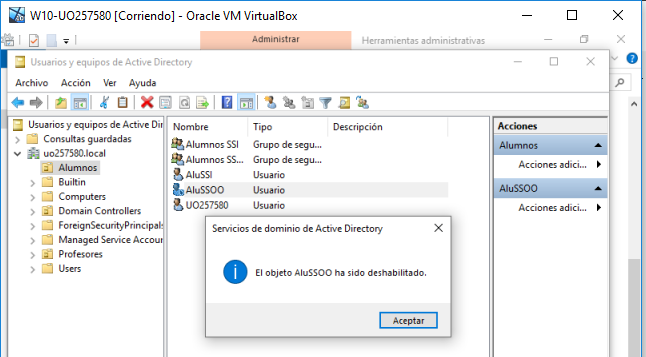 W10-UO257580 [Corriendo] - Oracle VM VirtualBox
Administrar
Herramientas administrativas
Usuarios y equipos de Active Directory
Archivo Acción Ver Ayuda
Usuarios y equipos de Active Dire
Consultas guardadas
uo257580.local
Alumnos
Builtin
Computers
Domain Controllers
ForeignSecurityPrincipals
Managed Service Accoun
Profesores
Users
Nombre Tipo Descripción
Alumnos SSI Grupo de segu...
Alumnos SS... Grupo de segu...
AluSSI Usuario
AluSSOO Usuario
UO257580 Usuario
Acciones
Alumnos
Acciones adici...
AluSSOO
Acciones adici...
Servicios de dominio de Active Directory
El objeto AluSSOO ha sido deshabilitado.
Aceptar